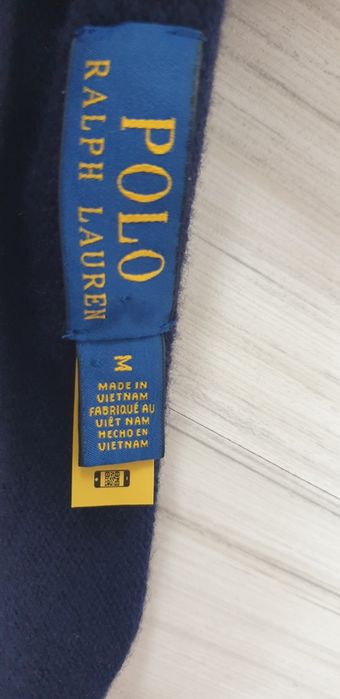 POLO
RALPH LAUREN
M
MADE IN
VIETNAM
FABRIQUÉ AU
VIÊT NAM
HECHO EN
VIETNAM